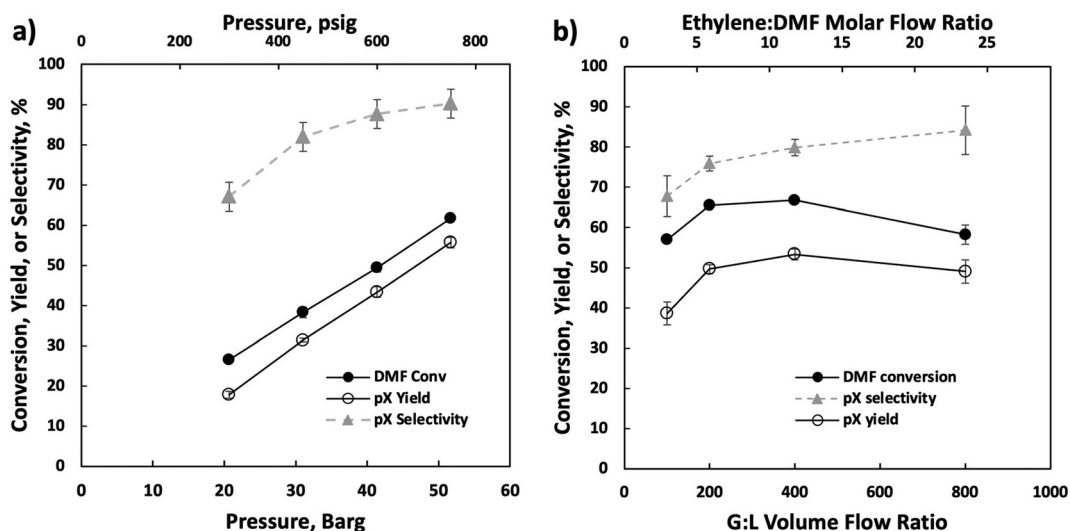 a)
Pressure, psig
0 200 400 600 800
Conversion, Yield, or Selectivity, %
100
90
80
70
60
50
40
30
20
10
0
DMF Conv
pX Yield
pX Selectivity
0 10 20 30 40 50 60
Pressure, Barg
b)
Ethylene:DMF Molar Flow Ratio
0 5 10 15 20 25
Conversion, Yield, or Selectivity, %
100
90
80
70
60
50
40
30
20
10
0
DMF conversion
pX selectivity
pX yield
0 200 400 600 800 1000
G:L Volume Flow Ratio